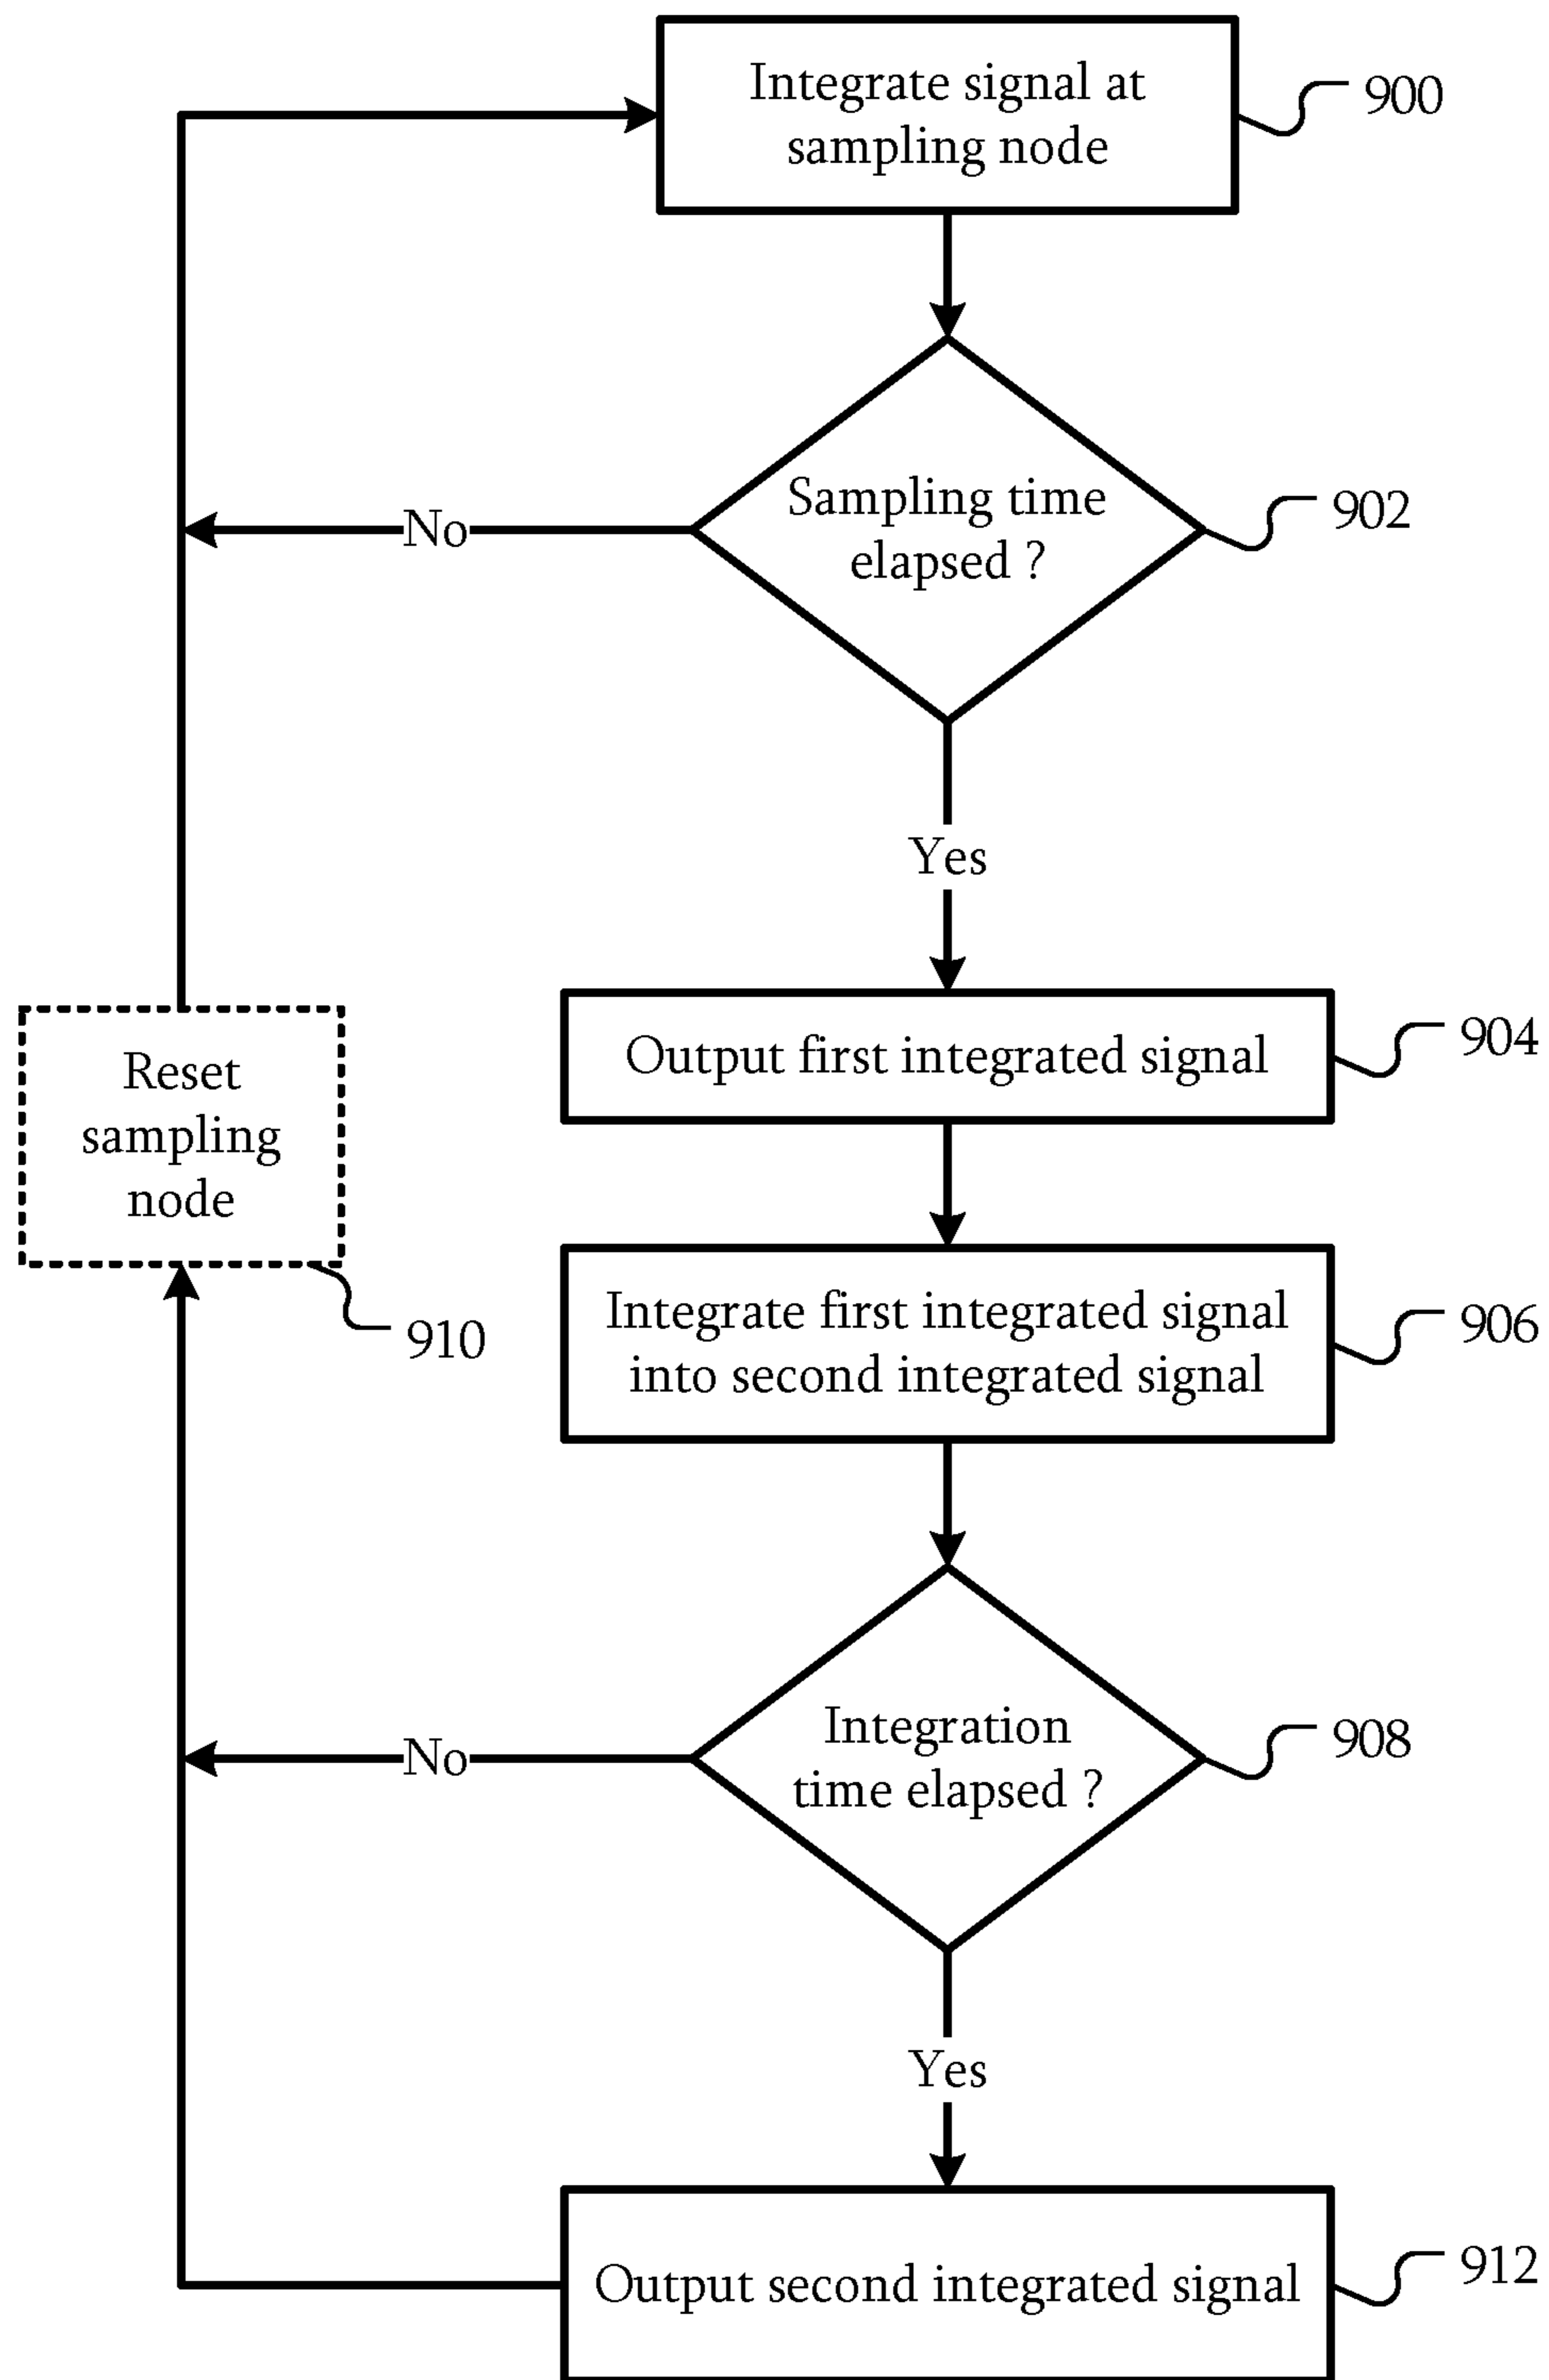 Integrate signal at
sampling node
900
Sampling time
elapsed ?
902
No
Yes
Output first integrated signal
904
Reset
sampling
node
910
Integrate first integrated signal
into second integrated signal
906
Integration
time elapsed ?
908
No
Yes
Output second integrated signal
912